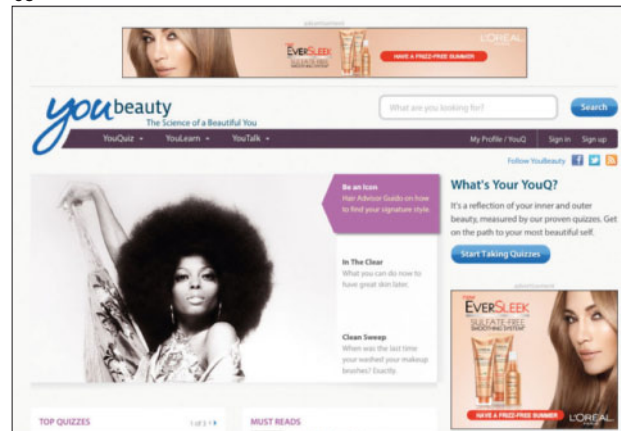 advertisement
EVERSLEEK
HAVE A FRIZZ-FREE SUMMER
L'ORÉAL
youbeauty
The Science of a Beautiful You
What are you looking for?
Search
YouQuiz
YouLearn
YouTalk
My Profile / YouQ
Sign in
Sign up
Follow YouBeauty
Be an Icon
Hair Advisor Guido on how
to find your signature style.
In The Clear
What you can do now to
have great skin later.
Clean Sweep
When was the last time
your washed your makeup
brushes? Exactly.
What's Your YouQ?
It's a reflection of your inner and outer
beauty, measured by our proven quizzes. Get
on the path to your most beautiful self.
Start Taking Quizzes
advertisement
EVERSLEEK
SULFATE-FREE
SMOOTHING SYSTEM
HAVE A FRIZZ-FREE SUMMER
L'ORÉAL
TOP QUIZZES
1 of 3
MUST READS